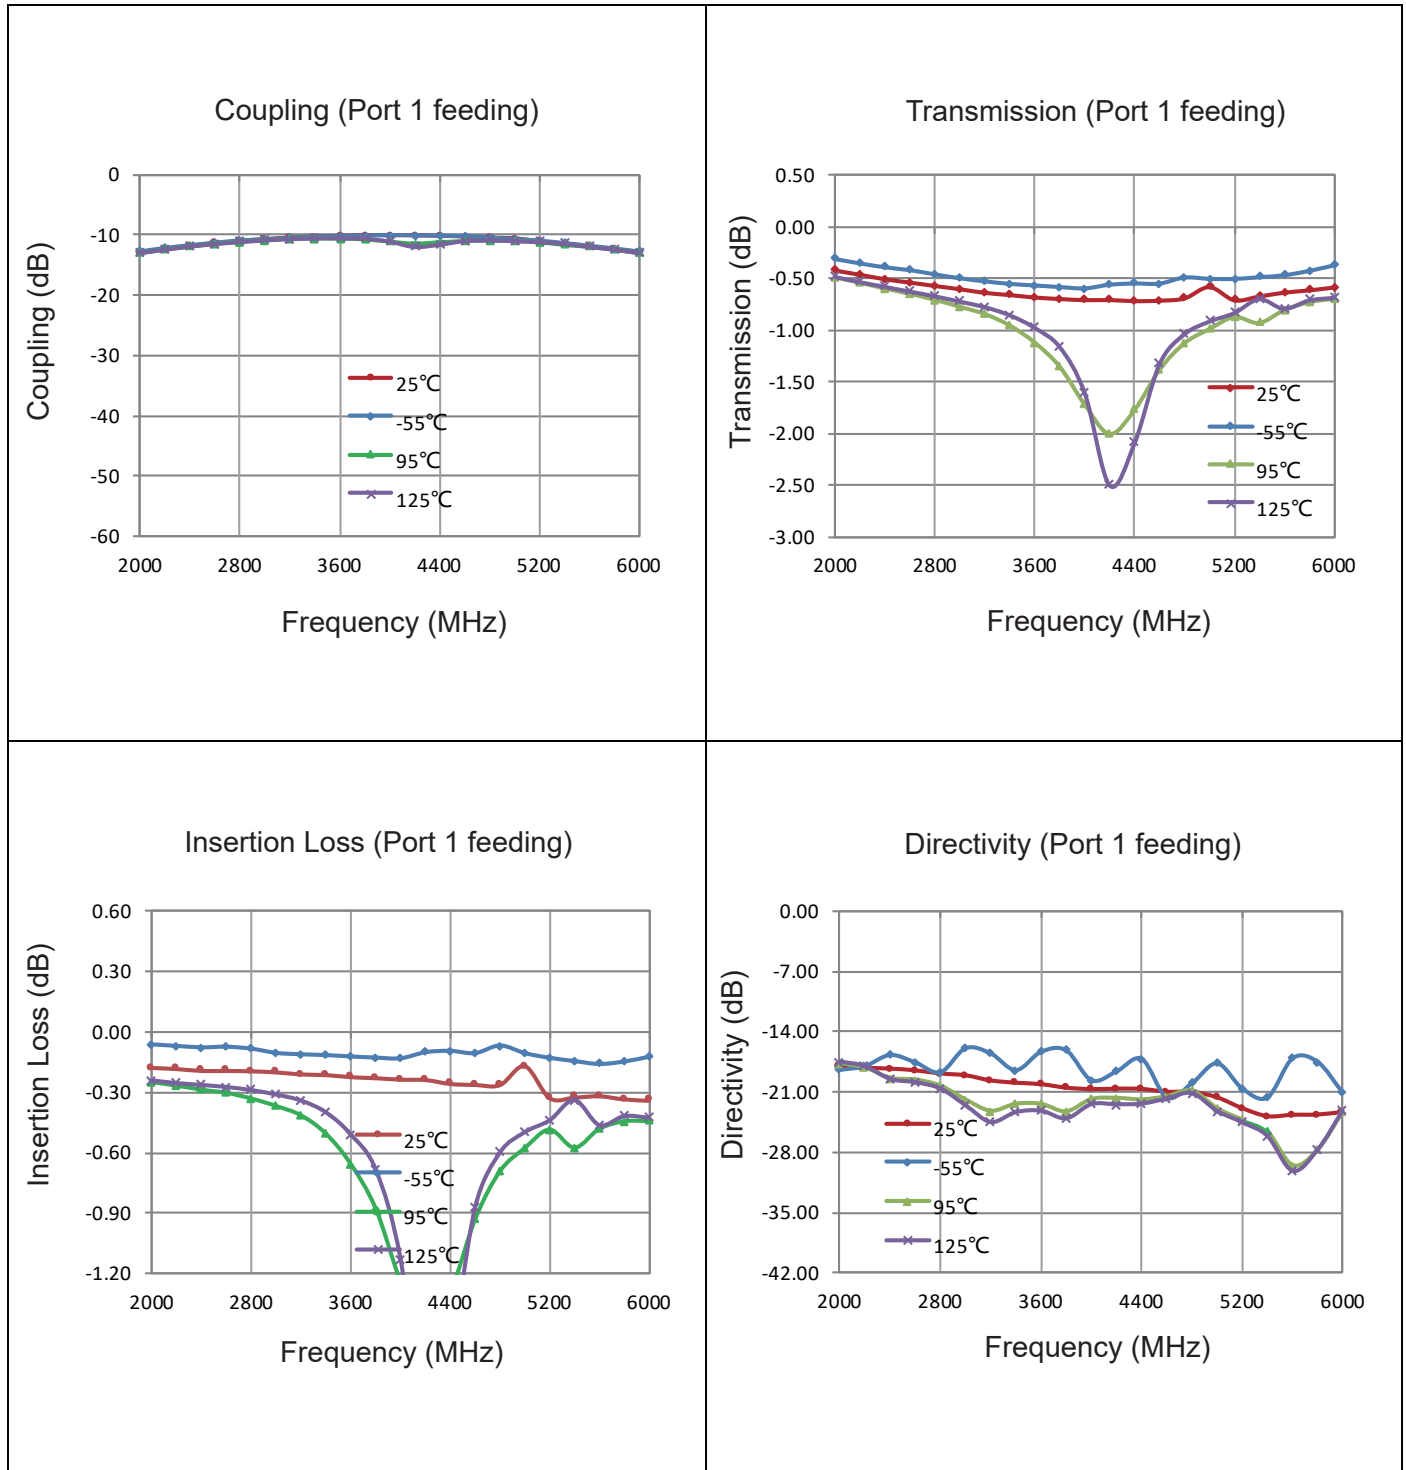 Coupling (Port 1 feeding)
Coupling (dB)
0
-10
-20
-30
-40
-50
-60
25℃
-55℃
95℃
125℃
2000 2800 3600 4400 5200 6000
Frequency (MHz)
Transmission (Port 1 feeding)
Transmission (dB)
0.50
0.00
-0.50
-1.00
-1.50
-2.00
-2.50
-3.00
25℃
-55℃
95℃
125℃
2000 2800 3600 4400 5200 6000
Frequency (MHz)
Insertion Loss (Port 1 feeding)
Insertion Loss (dB)
0.60
0.30
0.00
-0.30
-0.60
-0.90
-1.20
25℃
-55℃
95℃
125℃
2000 2800 3600 4400 5200 6000
Frequency (MHz)
Directivity (Port 1 feeding)
Directivity (dB)
0.00
-7.00
-14.00
-21.00
-28.00
-35.00
-42.00
25℃
-55℃
95℃
125℃
2000 2800 3600 4400 5200 6000
Frequency (MHz)